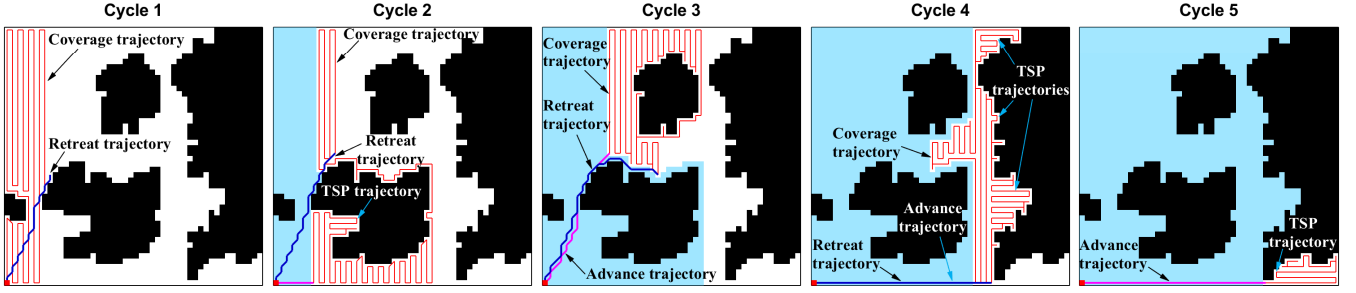 Cycle 1
Coverage trajectory
Retreat trajectory
Cycle 2
Coverage trajectory
Retreat
trajectory
TSP trajectory
Cycle 3
Coverage
trajectory
Retreat
trajectory
Advance trajectory
Cycle 4
TSP
trajectories
Coverage
trajectory
Advance
trajectory
Retreat
trajectory
Cycle 5
TSP
trajectory
Advance
trajectory